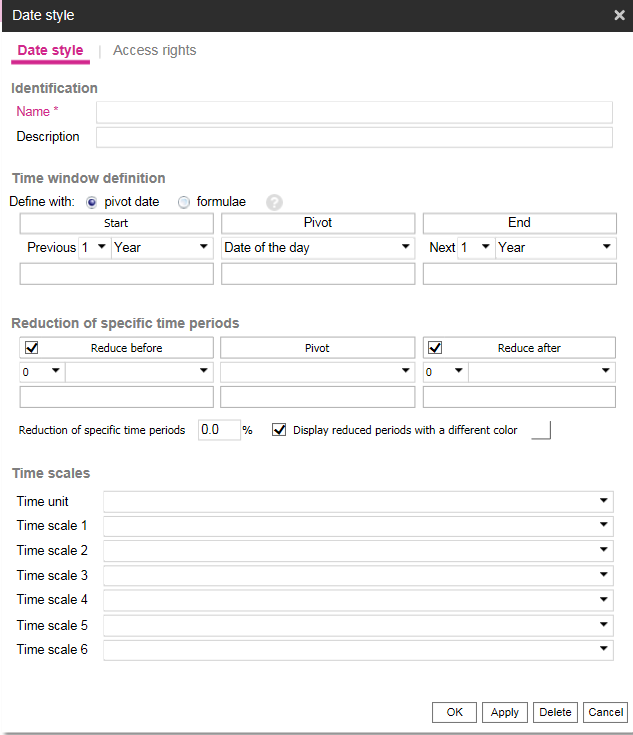 Date style
Date style | Access rights
Identification
Name *
Description
Time window definition
Define with: pivot date formulae ?
Start Pivot End
Previous 1 Year Date of the day Next 1 Year
Reduction of specific time periods
Reduce before Pivot Reduce after
0 0
Reduction of specific time periods 0.0 % Display reduced periods with a different color
Time scales
Time unit
Time scale 1
Time scale 2
Time scale 3
Time scale 4
Time scale 5
Time scale 6
OK Apply Delete Cancel